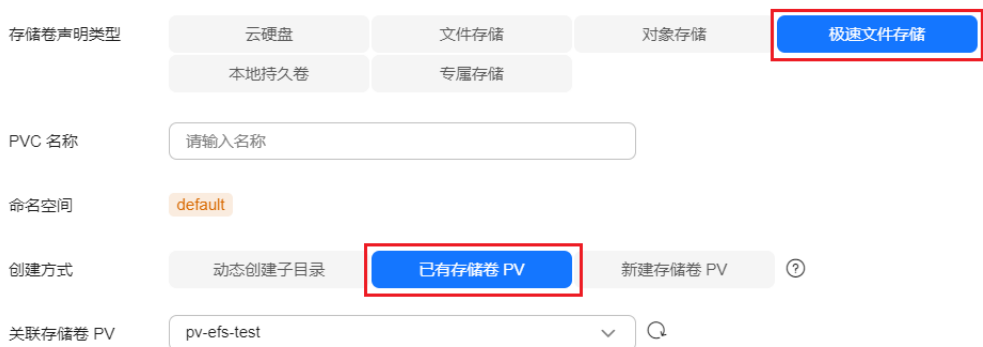 存储卷声明类型 云硬盘 文件存储 对象存储 极速文件存储
本地持久卷 专属存储
PVC 名称 请输入名称
命名空间 default
创建方式 动态创建子目录 已有存储卷 PV 新建存储卷 PV ?
关联存储卷 PV pv-efs-test